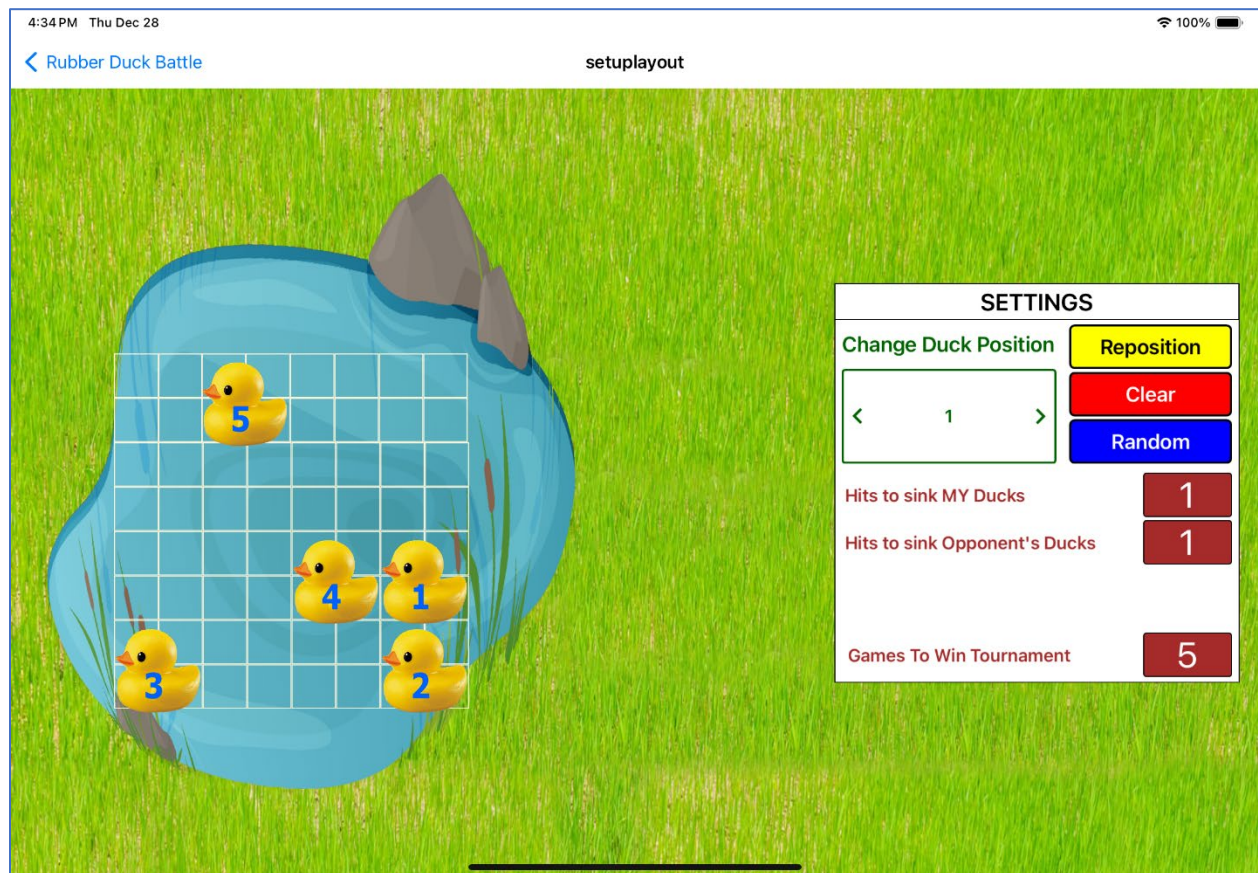 4:34 PM Thu Dec 28
100%
Rubber Duck Battle
setuplayout
SETTINGS
Change Duck Position
Reposition
Clear
1
Random
Hits to sink MY Ducks
1
Hits to sink Opponent's Ducks
1
Games To Win Tournament
5
5
4
1
3
2